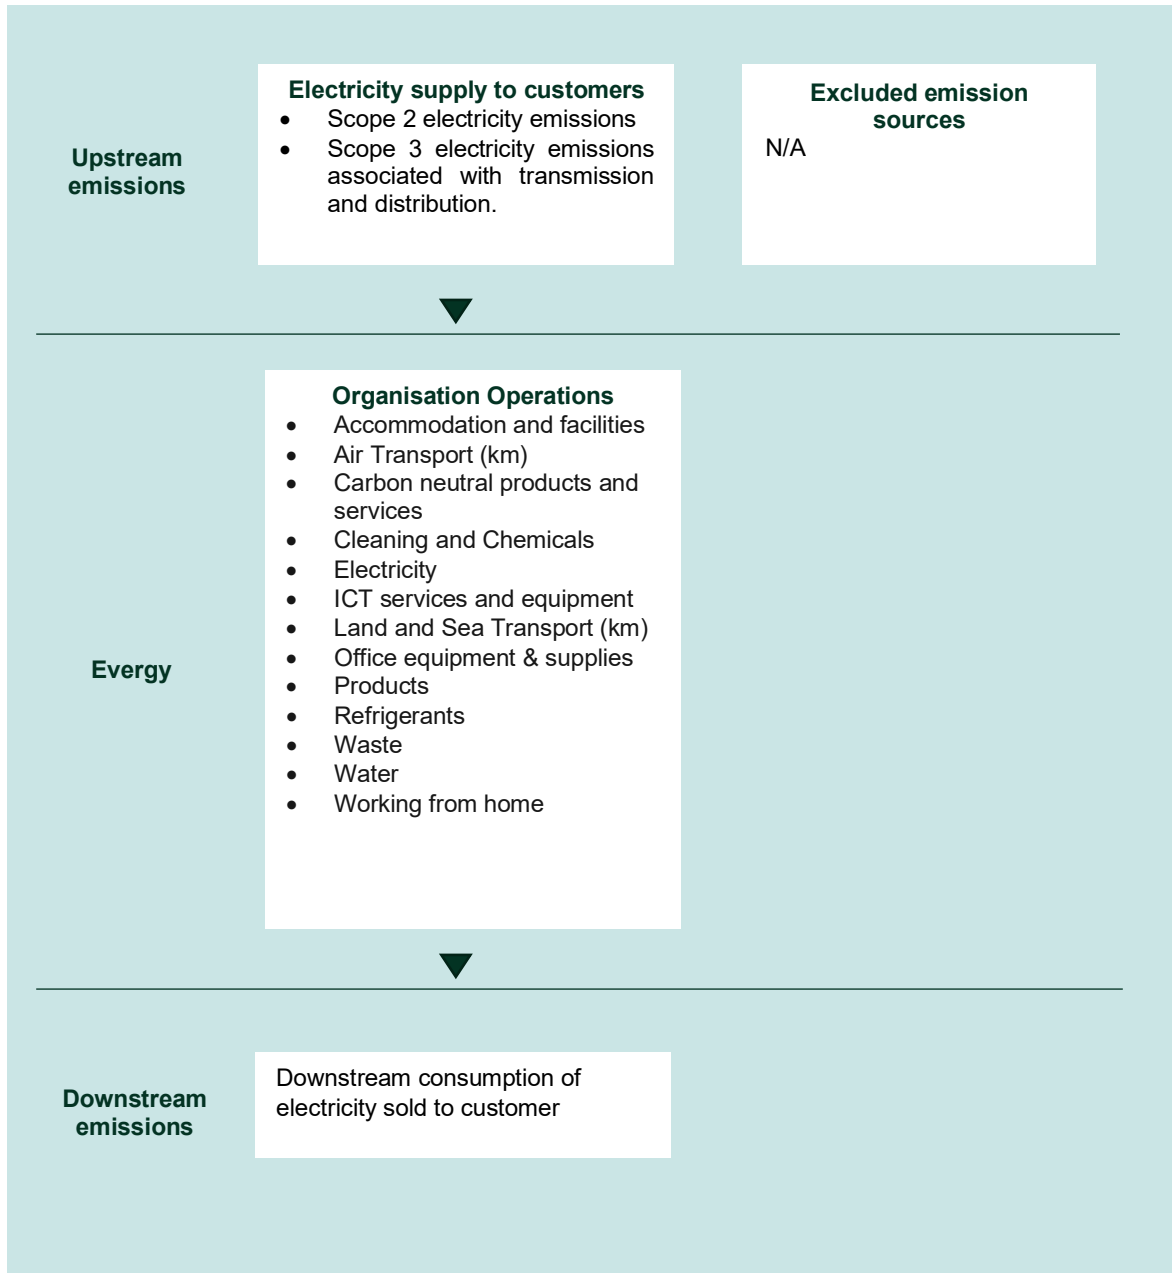 Upstream
emissions
Electricity supply to customers
• Scope 2 electricity emissions
• Scope 3 electricity emissions
associated with transmission
and distribution.
Excluded emission
sources
N/A
Evergy
Organisation Operations
• Accommodation and facilities
• Air Transport (km)
• Carbon neutral products and
services
• Cleaning and Chemicals
• Electricity
• ICT services and equipment
• Land and Sea Transport (km)
• Office equipment & supplies
• Products
• Refrigerants
• Waste
• Water
• Working from home
Downstream
emissions
Downstream consumption of
electricity sold to customer